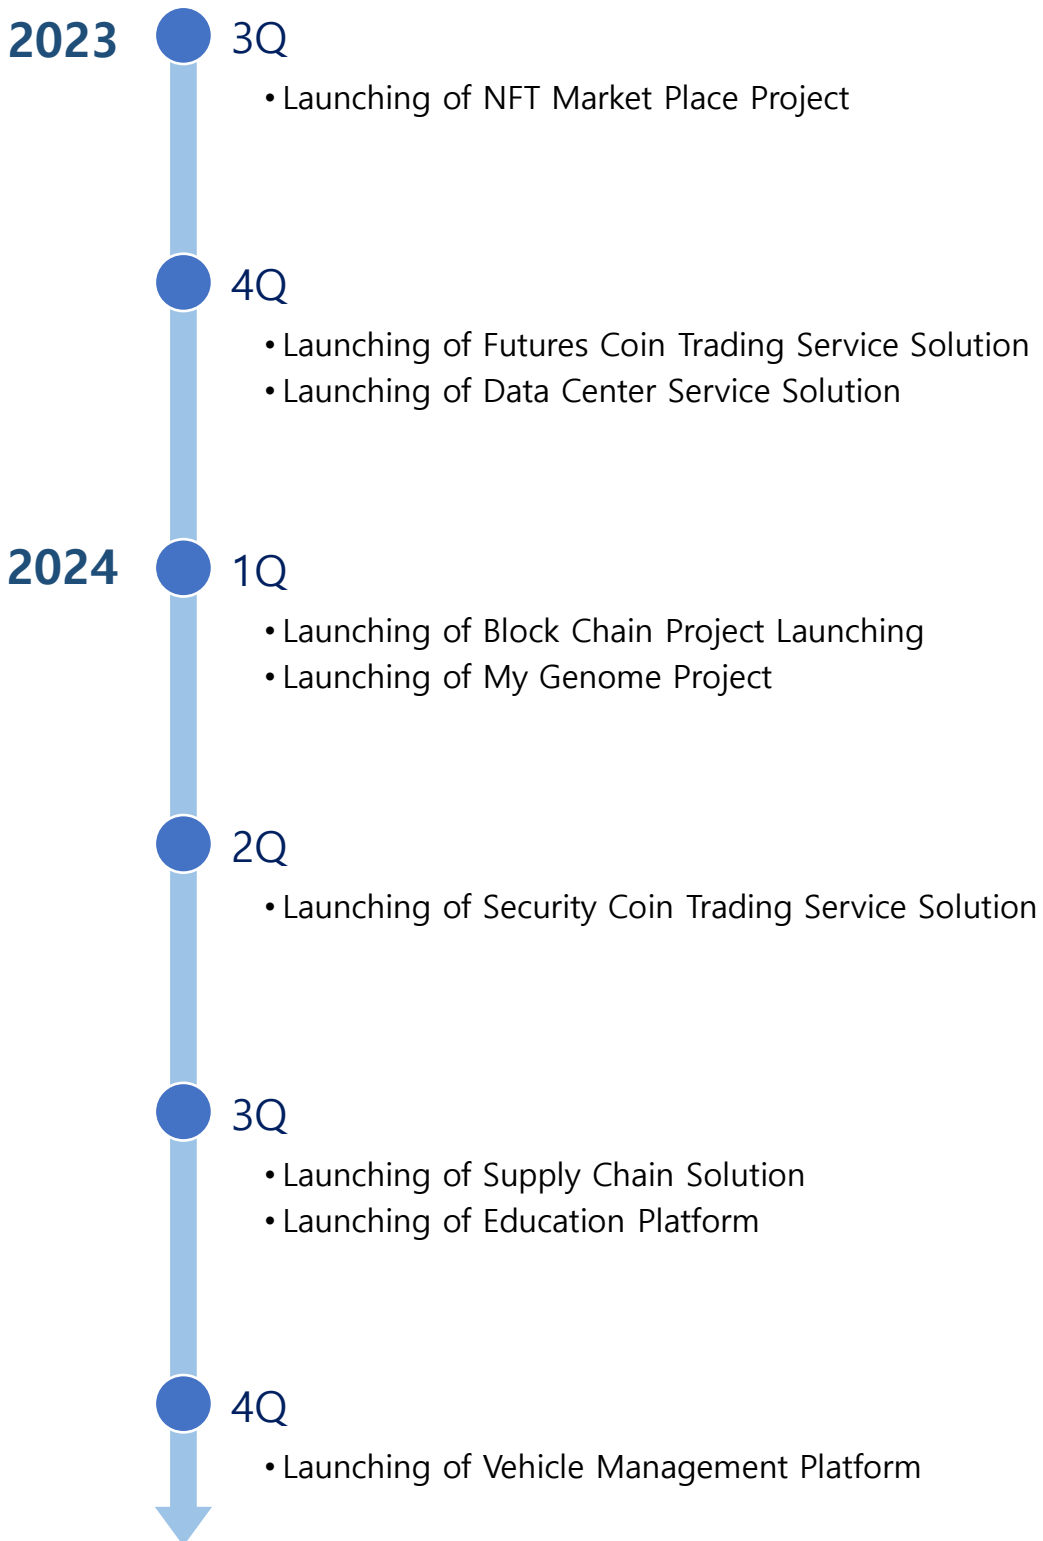 2023
3Q
• Launching of NFT Market Place Project
4Q
• Launching of Futures Coin Trading Service Solution
• Launching of Data Center Service Solution
2024
1Q
• Launching of Block Chain Project Launching
• Launching of My Genome Project
2Q
• Launching of Security Coin Trading Service Solution
3Q
• Launching of Supply Chain Solution
• Launching of Education Platform
4Q
• Launching of Vehicle Management Platform